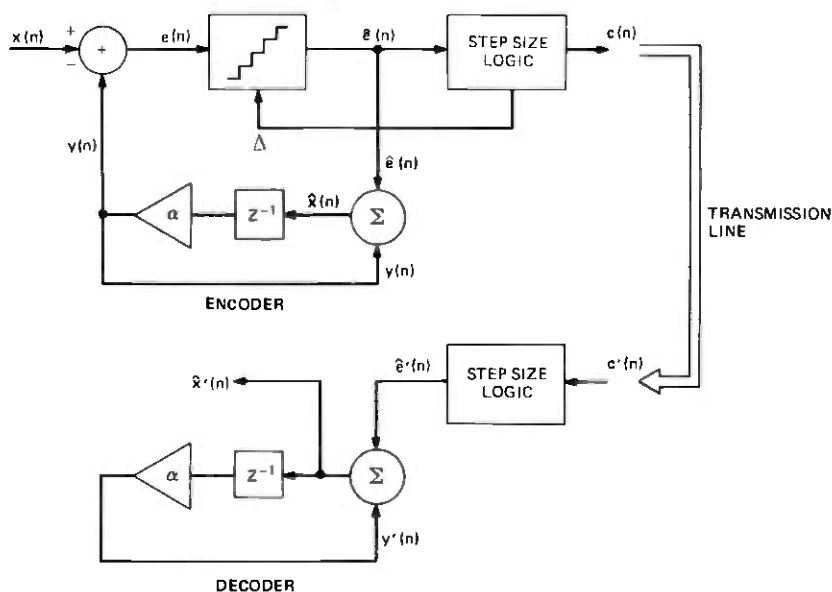 x(n)
+
−
+
e(n)
ê(n)
STEP SIZE
LOGIC
c(n)
Δ
y(n)
ê(n)
α
Z⁻¹
x̂(n)
Σ
y(n)
ENCODER
TRANSMISSION
LINE
x̂'(n)
ê'(n)
STEP SIZE
LOGIC
c'(n)
α
Z⁻¹
Σ
y'(n)
DECODER